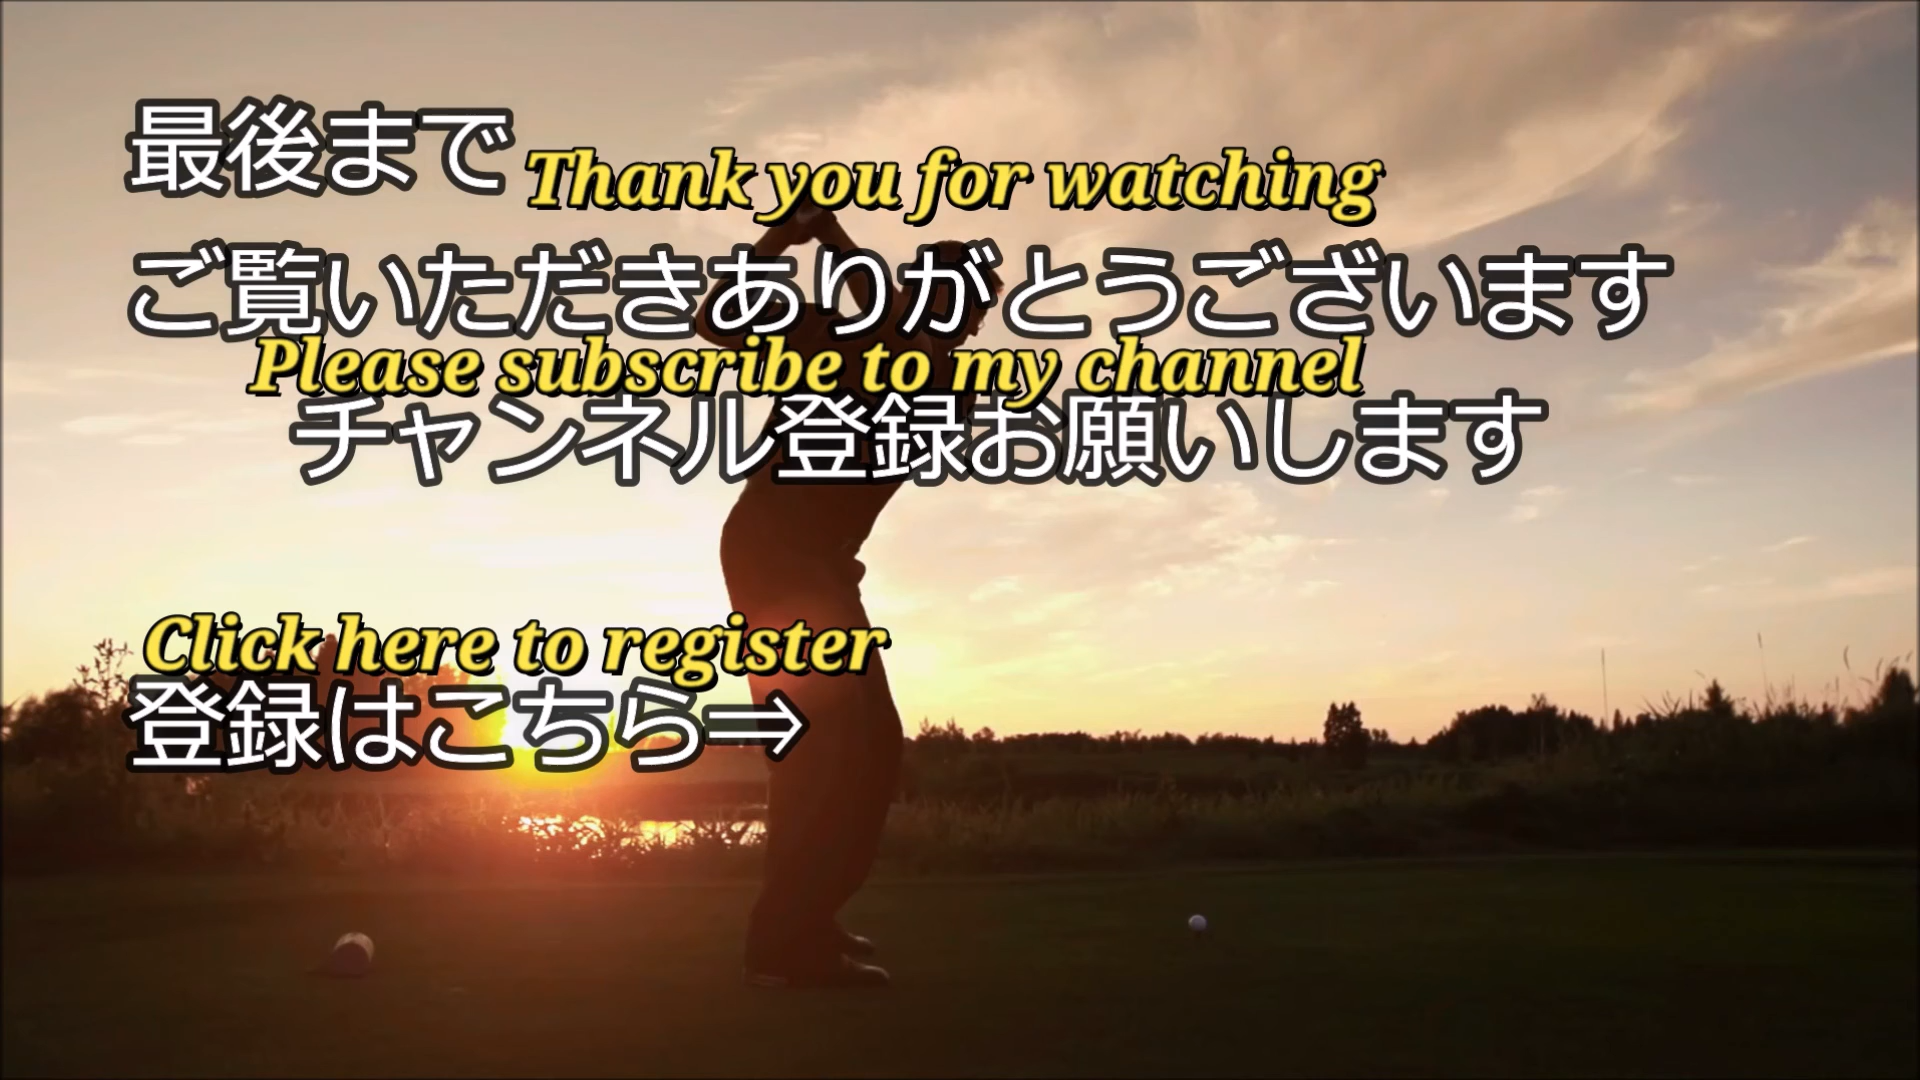 最後まで
Thank you for watching
ご覧いただきありがとうございます
Please subscribe to my channel
チャンネル登録お願いします
Click here to register
登録はこちら⇒